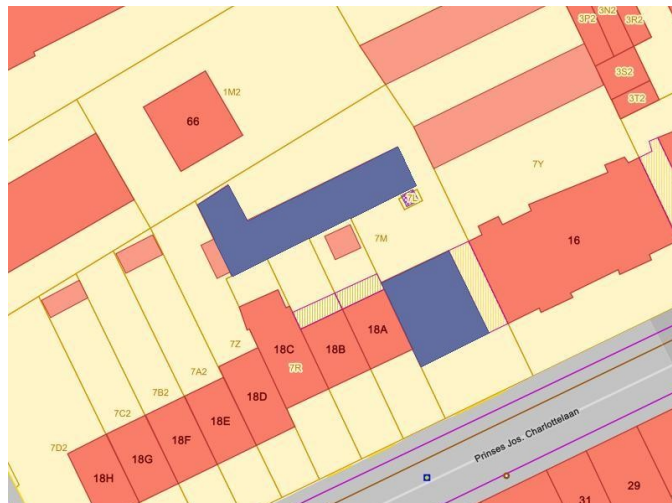 3N2
3P2
3R2
3S2
3T2
1M2
66
7Y
7L
7M
16
7Z
18C
7R
18B
18A
7A2
18D
7B2
18E
7C2
18F
7D2
18G
18H
Prinses Jos. Charlottelaan
31
29